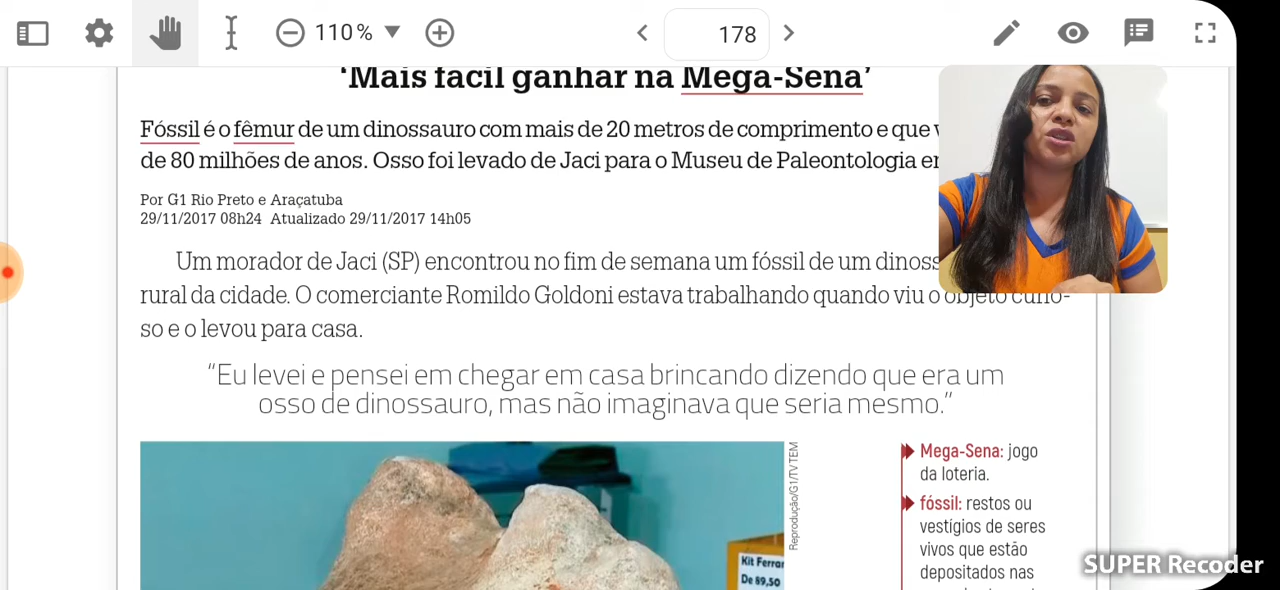 110 %
178
‘Mais fácil ganhar na Mega-Sena’
Fóssil é o fêmur de um dinossauro com mais de 20 metros de comprimento e que
de 80 milhões de anos. Osso foi levado de Jaci para o Museu de Paleontologia
Por G1 Rio Preto e Araçatuba
29/11/2017 08h24 Atualizado 29/11/2017 14h05
Um morador de Jaci (SP) encontrou no fim de semana um fóssil de um
rural da cidade. O comerciante Romildo Goldoni estava trabalhando quando viu o objeto curio-
so e o levou para casa.
“Eu levei e pensei em chegar em casa brincando dizendo que era um
osso de dinossauro, mas não imaginava que seria mesmo.”
Reprodução/G1/TV TEM
Mega-Sena: jogo
da loteria.
fóssil: restos ou
vestígios de seres
vivos que estão
depositados nas
Kit Ferrar
De 89,50
SUPER Recoder